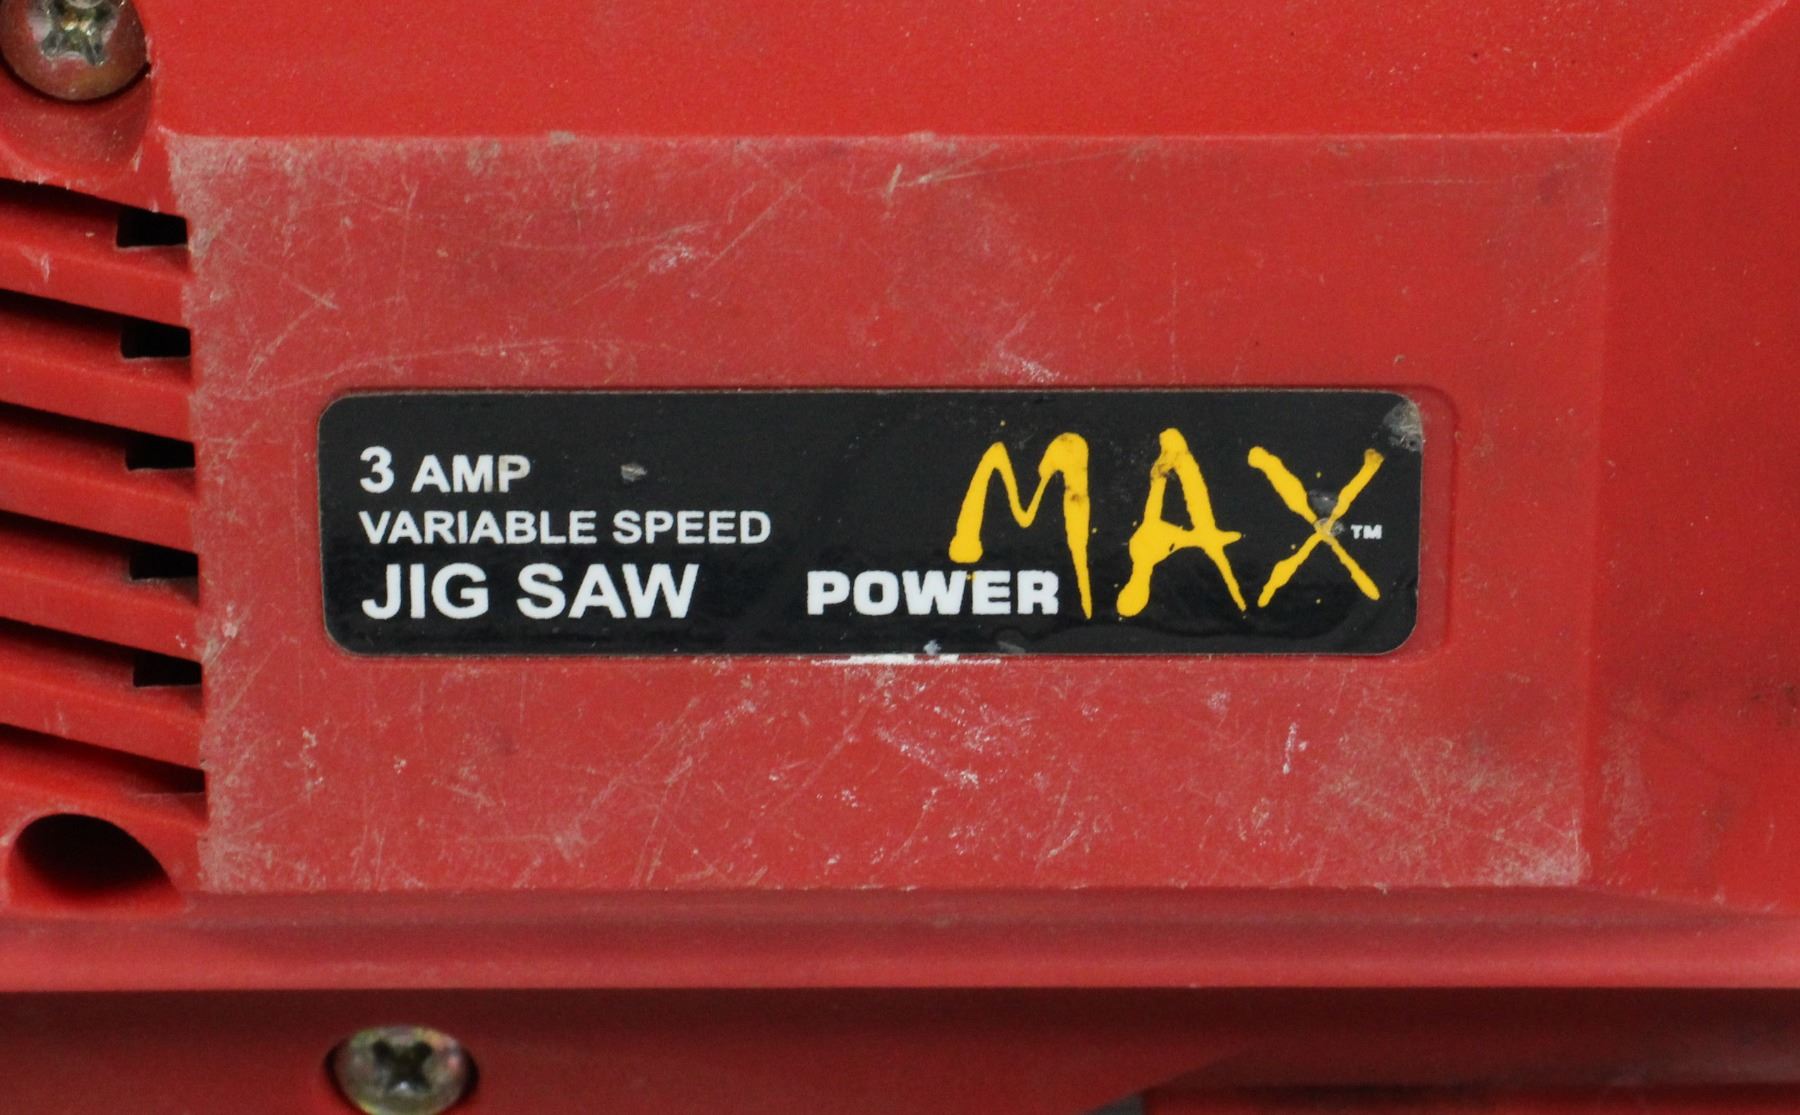 3 AMP
VARIABLE SPEED
JIG SAW
POWER MAX™